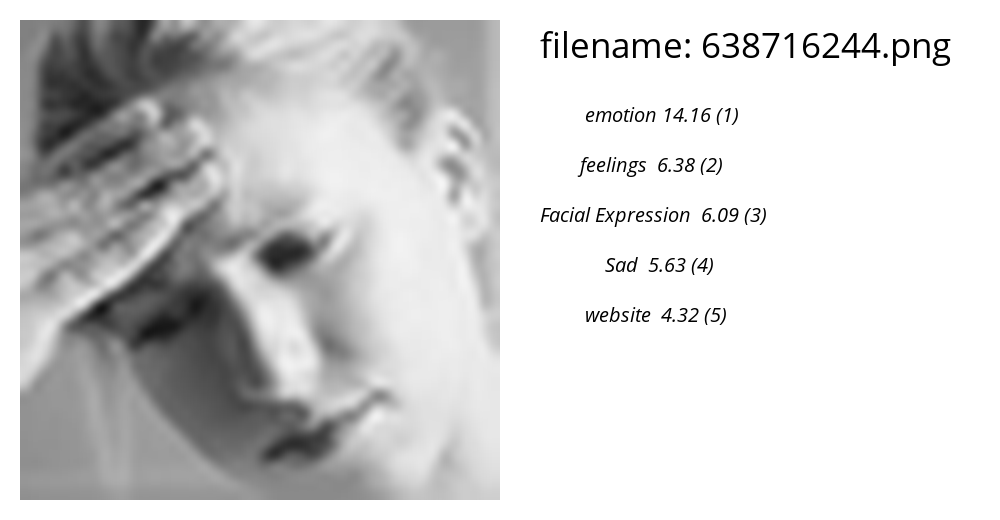 filename: 638716244.png
emotion 14.16 (1)
feelings 6.38 (2)
Facial Expression 6.09 (3)
Sad 5.63 (4)
website 4.32 (5)